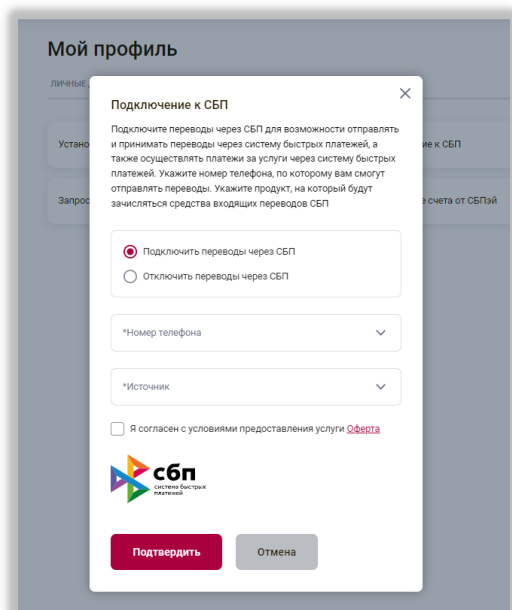 Мой профиль
ЛИЧНЫЕ
Подключение к СБП
Подключите переводы через СБП для возможности отправлять
и принимать переводы через систему быстрых платежей, а
также осуществлять платежи за услуги через систему быстрых
платежей. Укажите номер телефона, по которому вам смогут
отправлять переводы. Укажите продукт, на который будут
зачисляться средства входящих переводов СБП
Устано
ие к СБП
Запрос
е счета от СБПэй
Подключить переводы через СБП
Отключить переводы через СБП
*Номер телефона
*Источник
Я согласен с условиями предоставления услуги Оферта
сбп
система быстрых
платежей
Подтвердить
Отмена